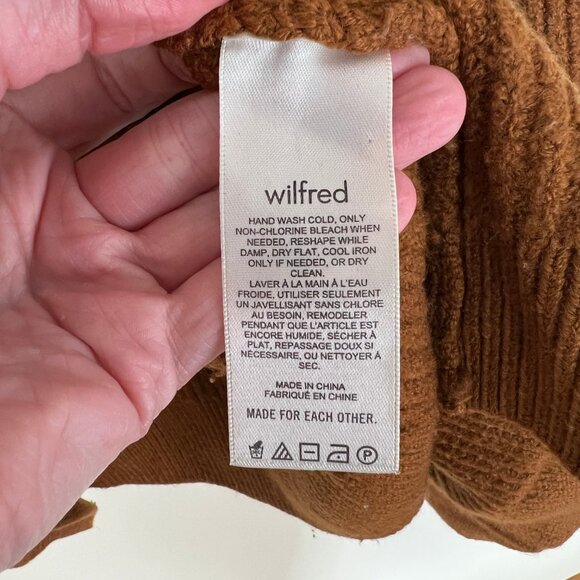 wilfred
HAND WASH COLD, ONLY
NON-CHLORINE BLEACH WHEN
NEEDED, RESHAPE WHILE
DAMP, DRY FLAT, COOL IRON
ONLY IF NEEDED, OR DRY
CLEAN.
LAVER À LA MAIN À L'EAU
FROIDE, UTILISER SEULEMENT
UN JAVELLISANT SANS CHLORE
AU BESOIN, REMODELER
PENDANT QUE L'ARTICLE EST
ENCORE HUMIDE, SÉCHER À
PLAT, REPASSAGE DOUX SI
NÉCESSAIRE, OU NETTOYER À
SEC.
MADE IN CHINA
FABRIQUÉ EN CHINE
MADE FOR EACH OTHER.
P